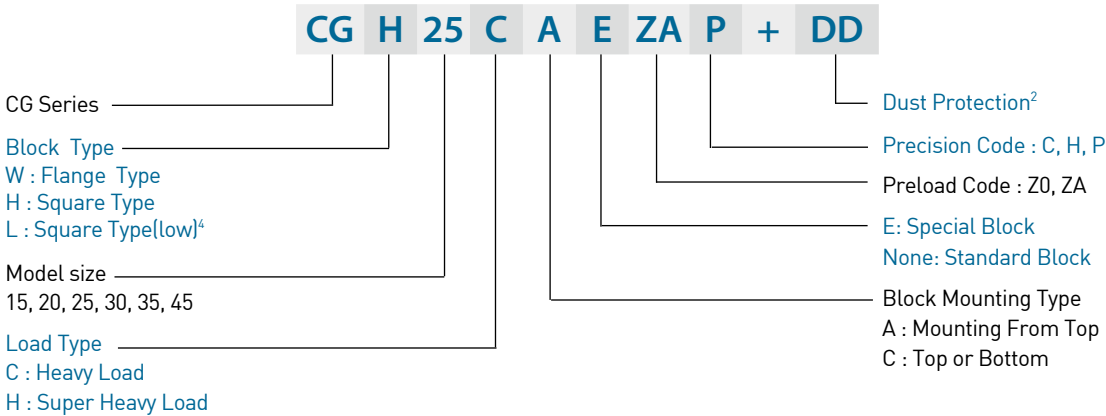 CG H 25 C A E ZA P + DD
CG Series
Block Type
W : Flange Type
H : Square Type
L : Square Type(low)⁴
Model size
15, 20, 25, 30, 35, 45
Load Type
C : Heavy Load
H : Super Heavy Load
Dust Protection²
Precision Code : C, H, P
Preload Code : Z0, ZA
E: Special Block
None: Standard Block
Block Mounting Type
A : Mounting From Top
C : Top or Bottom